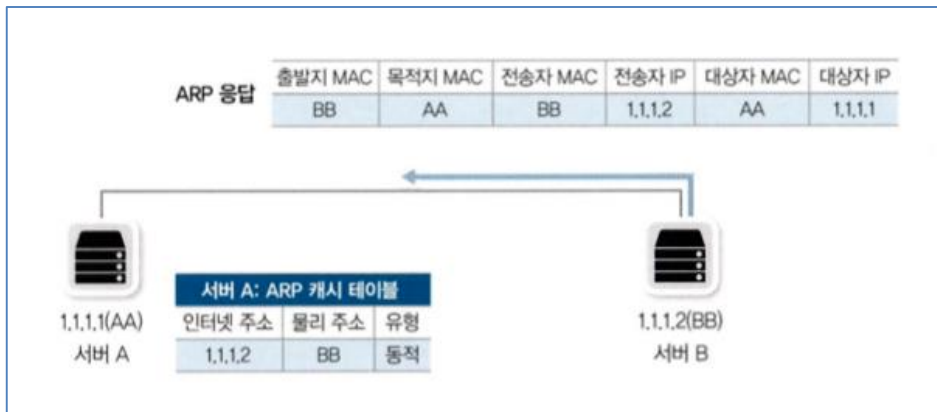 출발지 MAC 목적지 MAC 전송자 MAC 전송자 IP 대상자 MAC 대상자 IP
ARP 응답
BB AA BB 1.1.1.2 AA 1.1.1.1
서버 A: ARP 캐시 테이블
1.1.1.1(AA) 인터넷 주소 물리 주소 유형 1.1.1.2(BB)
서버 A 1.1.1.2 BB 동적 서버 B